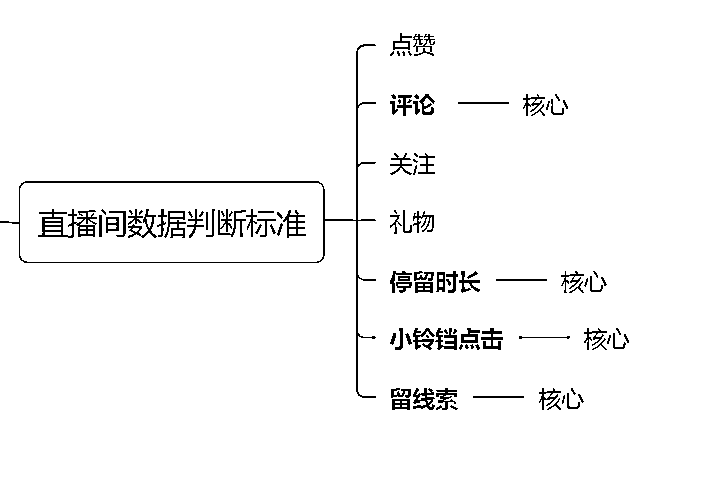 直播间数据判断标准
点赞
评论 核心
关注
礼物
停留时长 核心
小铃铛点击 核心
留线索 核心